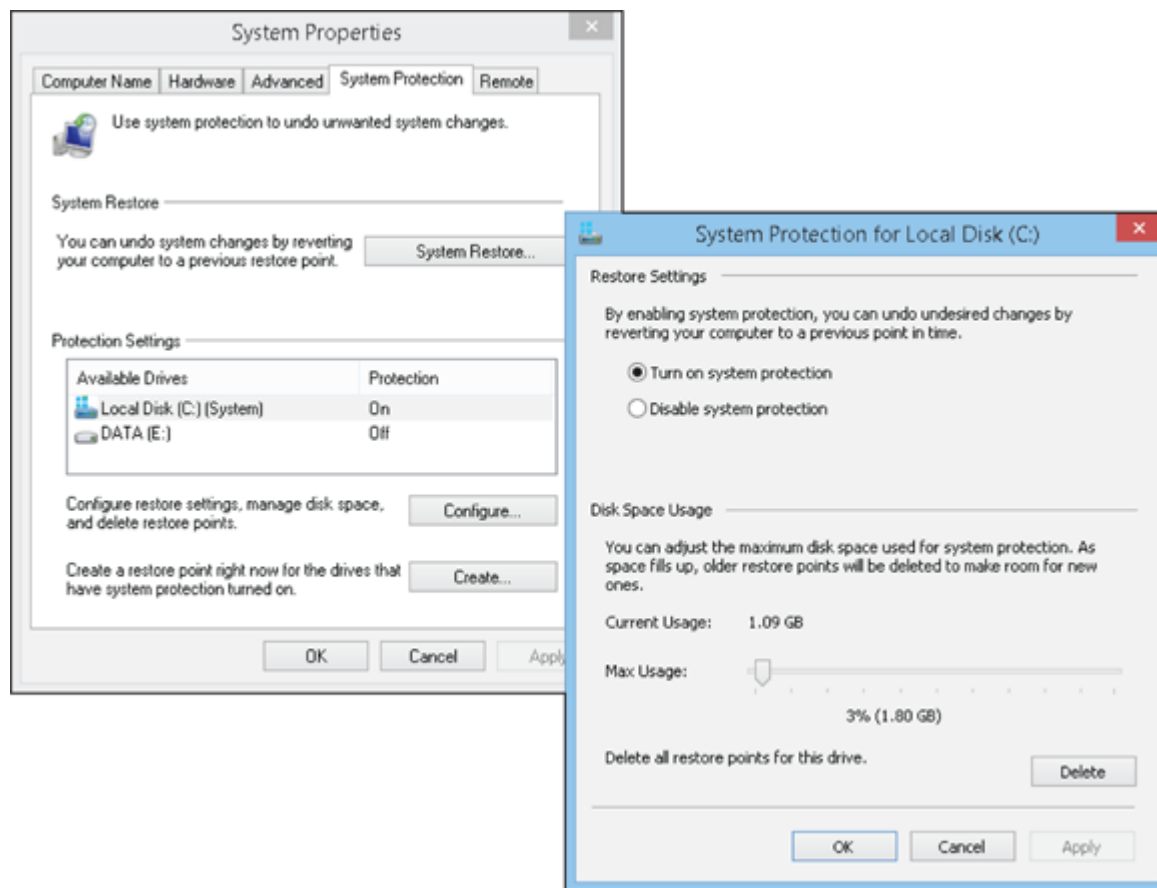 System Properties
Computer Name
Hardware
Advanced
System Protection
Remote
Use system protection to undo unwanted system changes.
System Restore
You can undo system changes by reverting
your computer to a previous restore point.
System Restore...
Protection Settings
Available Drives
Protection
Local Disk (C:) (System)
On
DATA (E:)
Off
Configure restore settings, manage disk space,
and delete restore points.
Configure...
Create a restore point right now for the drives that
have system protection turned on.
Create...
OK
Cancel
Apply
System Protection for Local Disk (C:)
Restore Settings
By enabling system protection, you can undo undesired changes by
reverting your computer to a previous point in time.
Turn on system protection
Disable system protection
Disk Space Usage
You can adjust the maximum disk space used for system protection. As
space fills up, older restore points will be deleted to make room for new
ones.
Current Usage:
1.09 GB
Max Usage:
3% (1.80 GB)
Delete all restore points for this drive.
Delete
OK
Cancel
Apply